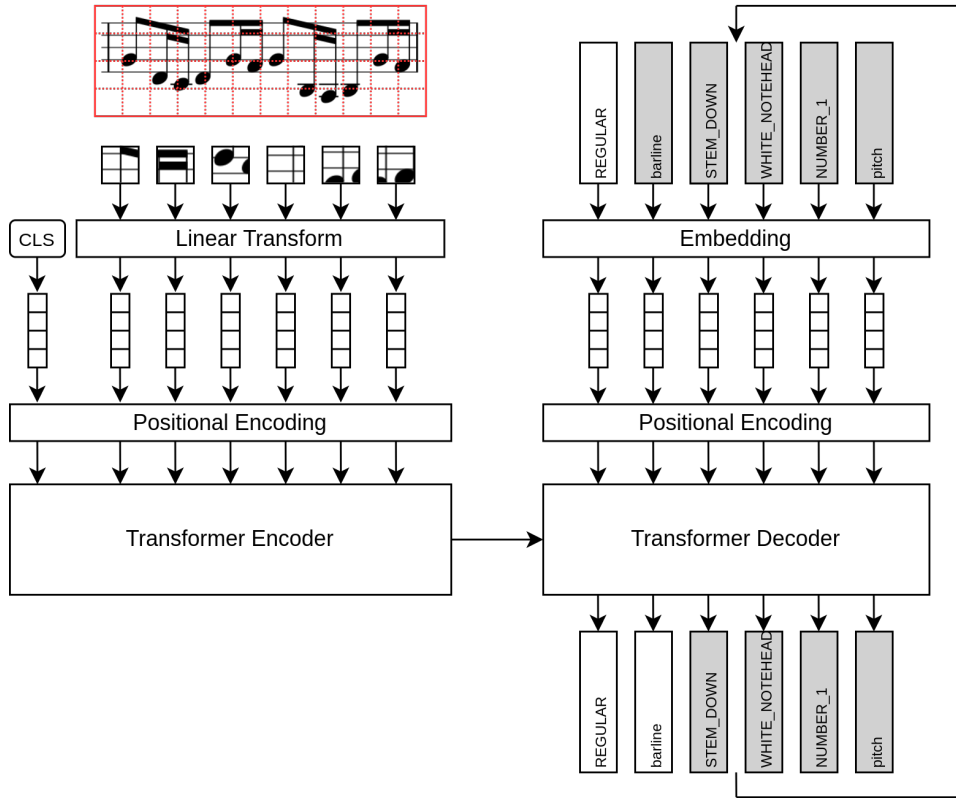 REGULAR
barline
STEM_DOWN
WHITE_NOTEHEAD
NUMBER_1
pitch
CLS
Linear Transform
Embedding
Positional Encoding
Positional Encoding
Transformer Encoder
Transformer Decoder
REGULAR
barline
STEM_DOWN
WHITE_NOTEHEAD
NUMBER_1
pitch